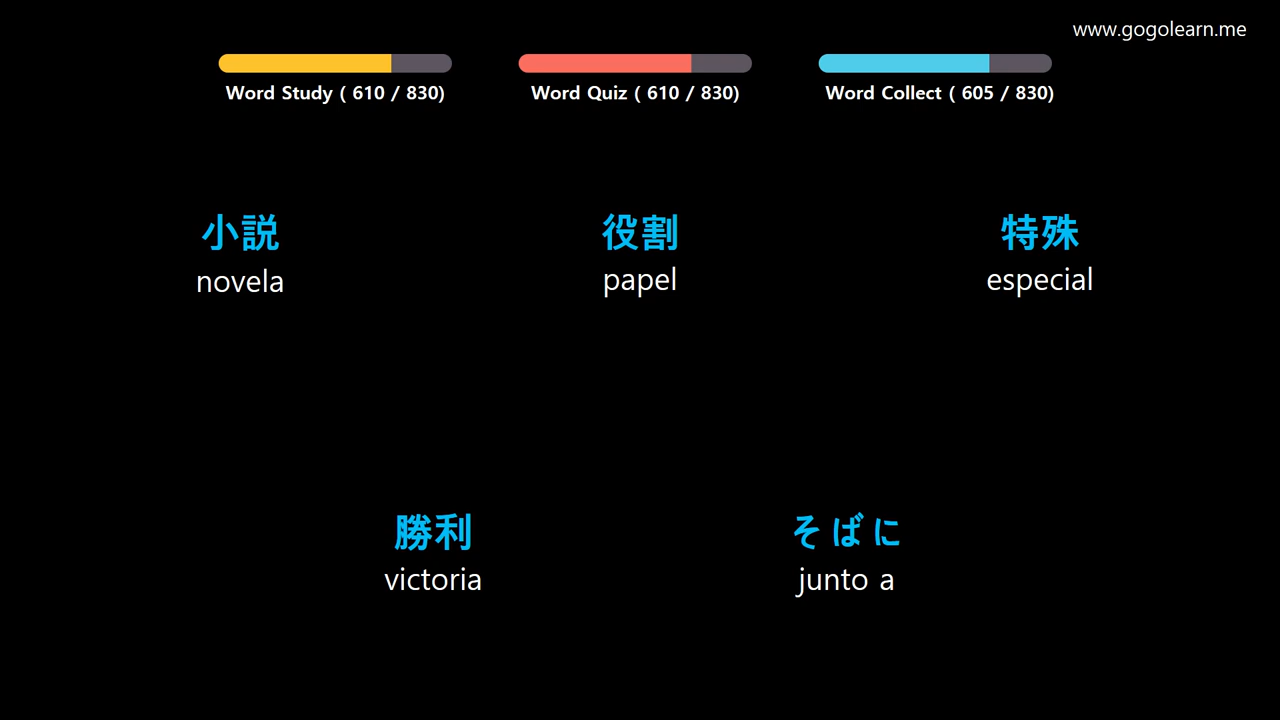 www.gogolearn.me
Word Study ( 610 / 830)
Word Quiz ( 610 / 830)
Word Collect ( 605 / 830)
小説
novela
役割
papel
特殊
especial
勝利
victoria
そばに
junto a